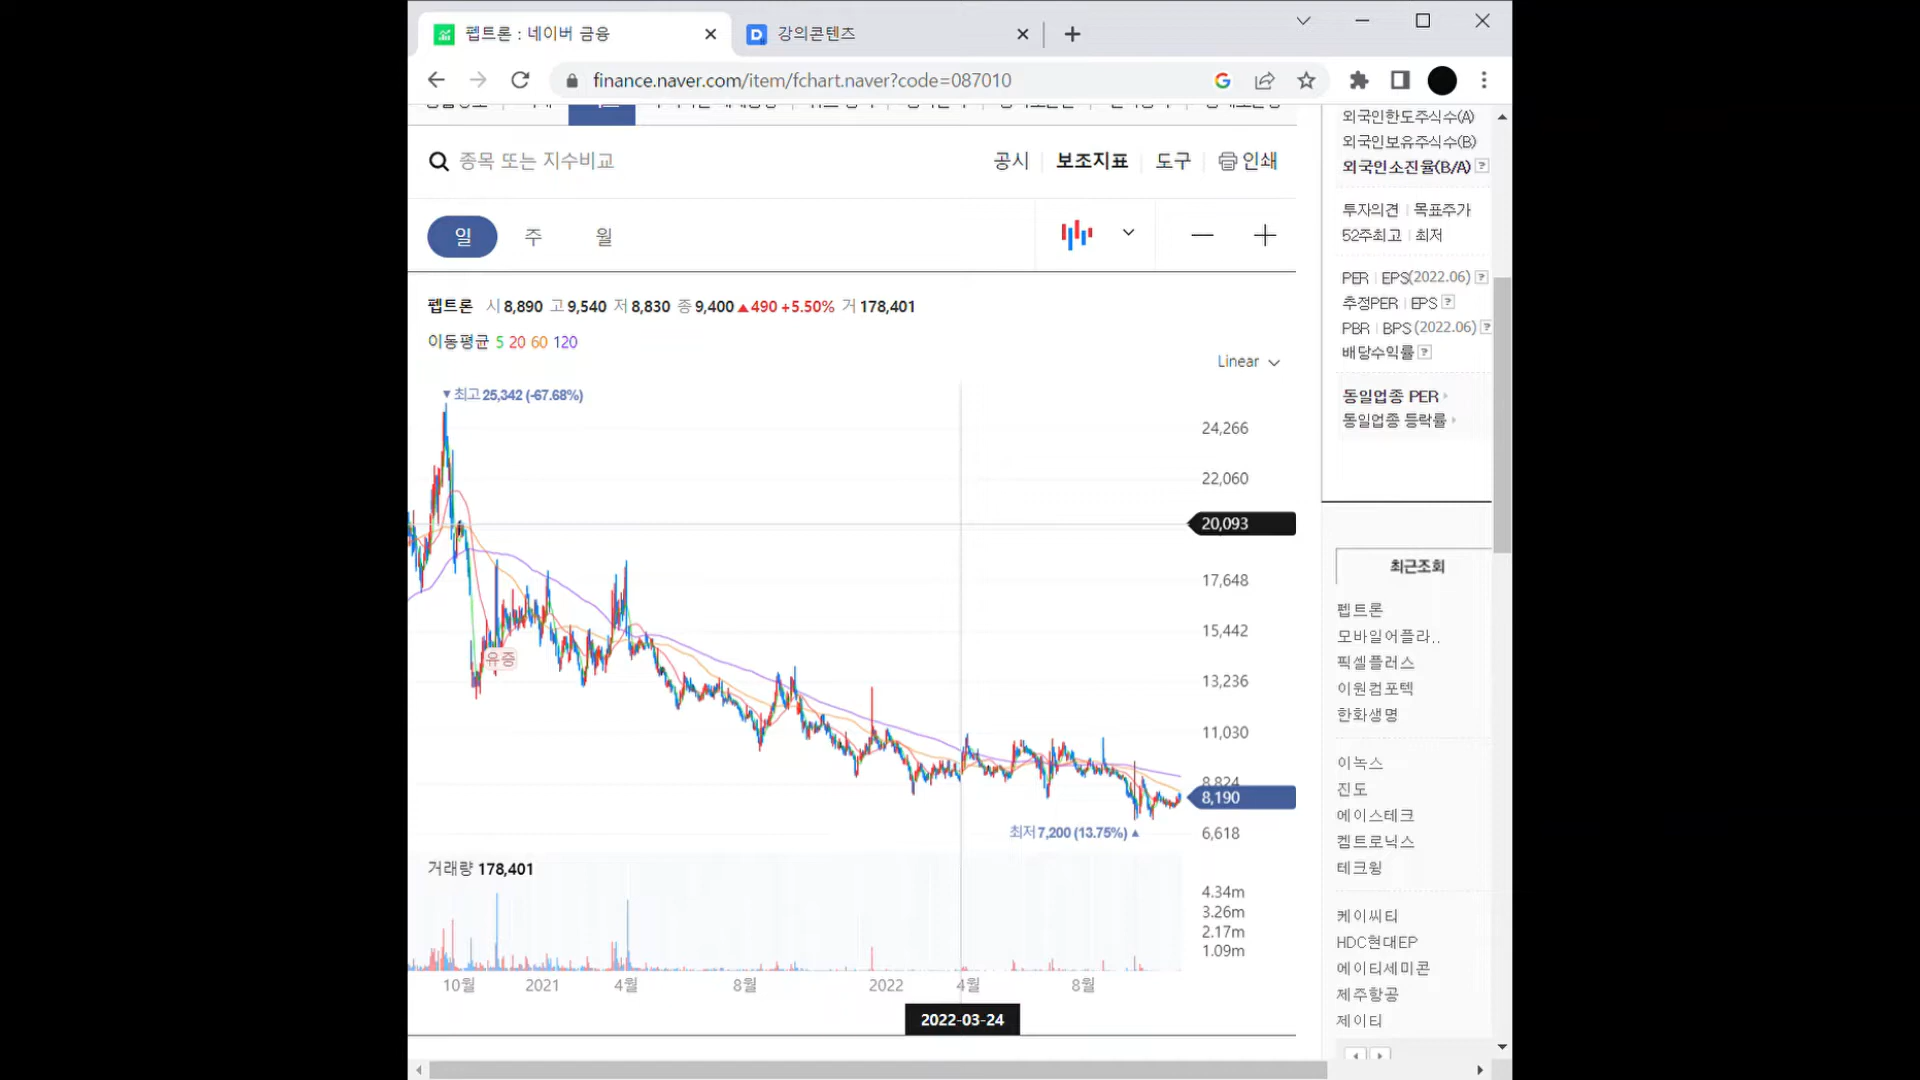 펩트론 : 네이버 금융
강의콘텐츠
finance.naver.com/item/fchart.naver?code=087010
종목 또는 지수비교
공시 보조지표 도구 인쇄
일 주 월
펩트론 시 8,890 고 9,540 저 8,830 종 9,400 ▲490 +5.50% 거 178,401
이동평균 5 20 60 120
Linear
▼최고 25,342 (-67.68%)
24,266
22,060
20,093
17,648
15,442
13,236
11,030
8,824
8,190
6,618
유증
최저 7,200 (13.75%) ▲
거래량 178,401
4.34m
3.26m
2.17m
1.09m
10월 2021 4월 8월 2022 4월 8월
2022-03-24
외국인한도주식수(A)
외국인보유주식수(B)
외국인소진율(B/A)
투자의견 | 목표주가
52주최고 | 최저
PER | EPS(2022.06)
추정PER | EPS
PBR | BPS (2022.06)
배당수익률
동일업종 PER
동일업종 등락률
최근조회
펩트론
모바일어플라..
픽셀플러스
이원컴포텍
한화생명
이녹스
진도
에이스테크
켐트로닉스
테크윙
케이씨티
HDC현대EP
에이티세미콘
제주항공
제이티